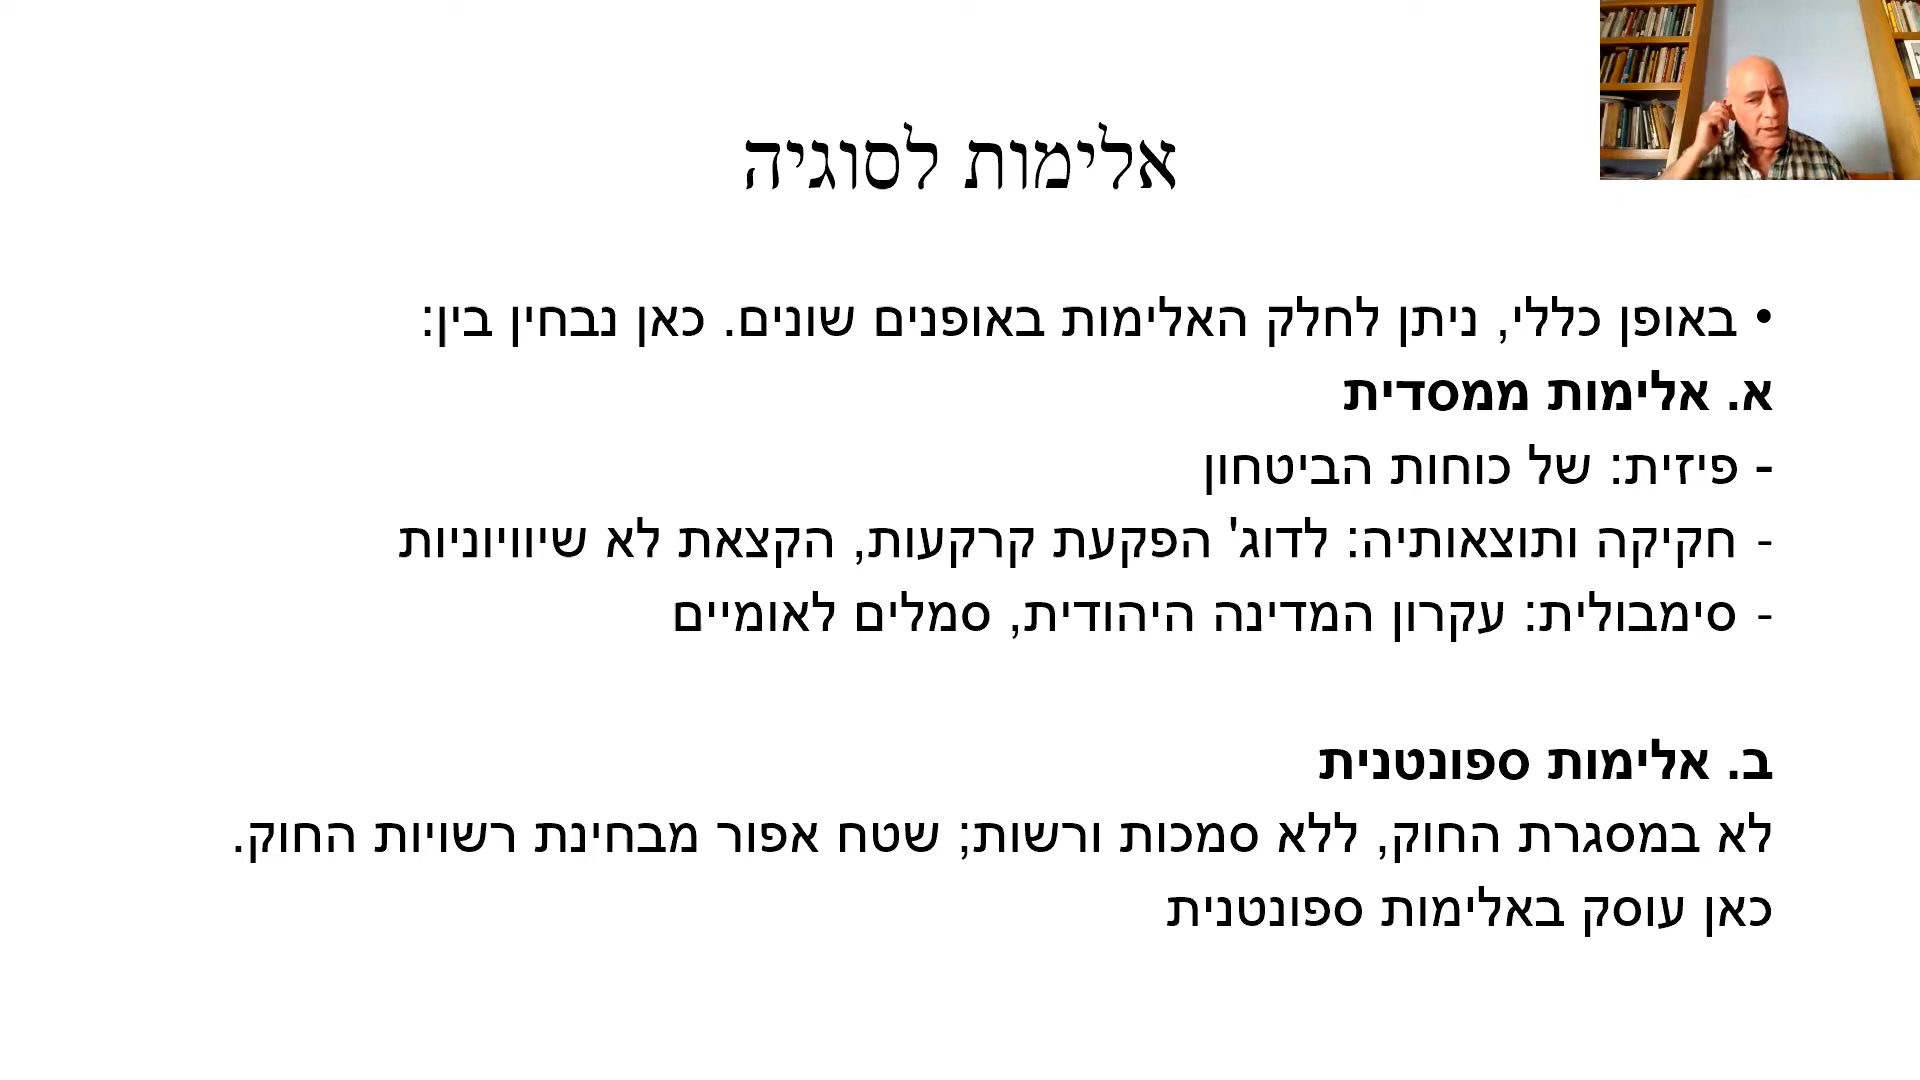 אלימות לסוגיה
• באופן כללי, ניתן לחלק האלימות באופנים שונים. כאן נבחין בין:
א. אלימות ממסדית
- פיזית: של כוחות הביטחון
- חקיקה ותוצאותיה: לדוג' הפקעת קרקעות, הקצאת לא שיוויוניות
- סימבולית: עקרון המדינה היהודית, סמלים לאומיים
ב. אלימות ספונטנית
לא במסגרת החוק, ללא סמכות ורשות; שטח אפור מבחינת רשויות החוק.
כאן עוסק באלימות ספונטנית